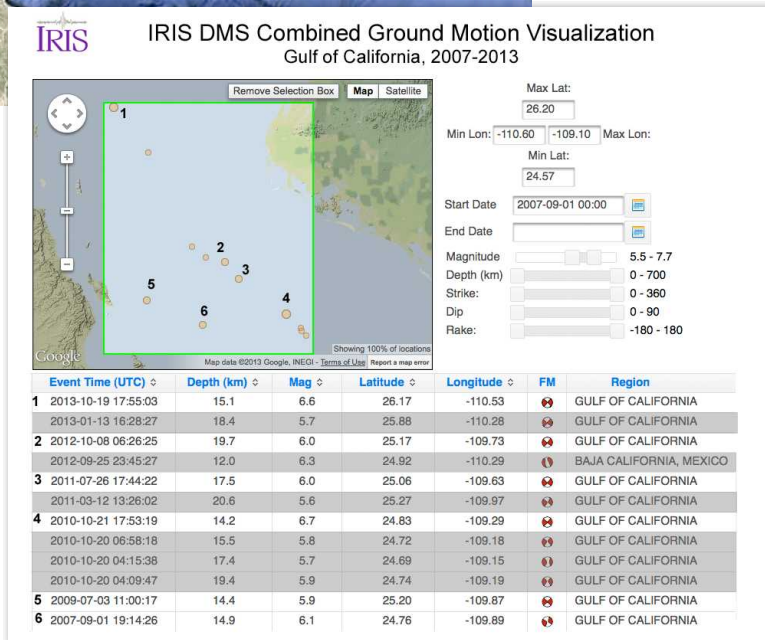 IRIS
IRIS DMS Combined Ground Motion Visualization
Gulf of California, 2007-2013
Remove Selection Box Map Satellite
1
2
3
5
4
6
Showing 100% of locations
Google
Map data ©2013 Google, INEGI - Terms of Use Report a map error
Max Lat:
26.20
Min Lon: -110.60 -109.10 Max Lon:
Min Lat:
24.57
Start Date 2007-09-01 00:00
End Date
Magnitude 5.5 - 7.7
Depth (km) 0 - 700
Strike: 0 - 360
Dip 0 - 90
Rake: -180 - 180
Event Time (UTC) Depth (km) Mag Latitude Longitude FM Region
1 2013-10-19 17:55:03 15.1 6.6 26.17 -110.53 GULF OF CALIFORNIA
2013-01-13 16:28:27 18.4 5.7 25.88 -110.28 GULF OF CALIFORNIA
2 2012-10-08 06:26:25 19.7 6.0 25.17 -109.73 GULF OF CALIFORNIA
2012-09-25 23:45:27 12.0 6.3 24.92 -110.29 BAJA CALIFORNIA, MEXICO
3 2011-07-26 17:44:22 17.5 6.0 25.06 -109.63 GULF OF CALIFORNIA
2011-03-12 13:26:02 20.6 5.6 25.27 -109.97 GULF OF CALIFORNIA
4 2010-10-21 17:53:19 14.2 6.7 24.83 -109.29 GULF OF CALIFORNIA
2010-10-20 06:58:18 15.5 5.8 24.72 -109.18 GULF OF CALIFORNIA
2010-10-20 04:15:38 17.4 5.7 24.69 -109.15 GULF OF CALIFORNIA
2010-10-20 04:09:47 19.4 5.9 24.74 -109.19 GULF OF CALIFORNIA
5 2009-07-03 11:00:17 14.4 5.9 25.20 -109.87 GULF OF CALIFORNIA
6 2007-09-01 19:14:26 14.9 6.1 24.76 -109.89 GULF OF CALIFORNIA